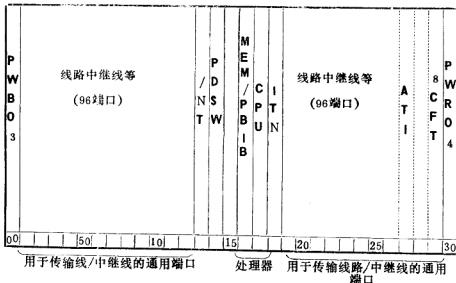 PWBO3
线路中继线等
(96端口)
/NT
PDSW
MEM/PBIB
CPU
ITN
线路中继线等
(96端口)
ATI
8CFT
PWRO4
00 50 10 15 20 25 30
用于传输线/中继线的通用端口
处理器
用于传输线路/中继线的通用
端口